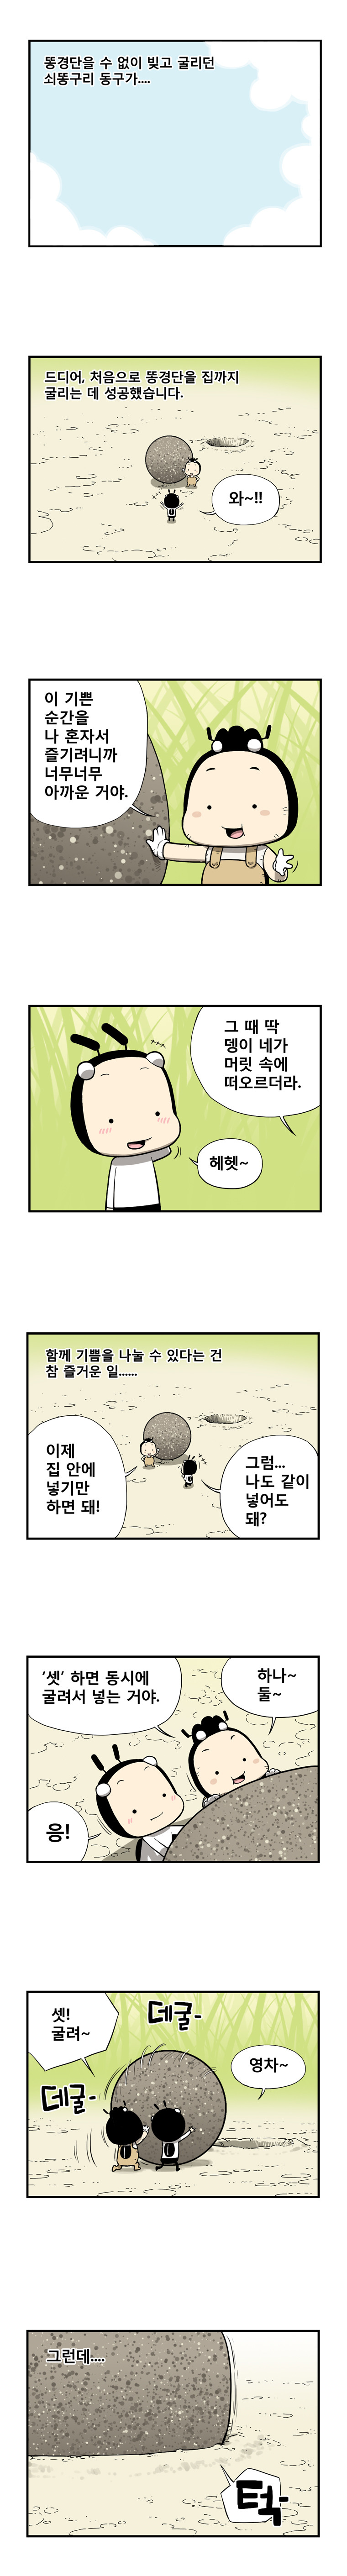 똥경단을 수 없이 빚고 굴리던
쇠똥구리 동구가....
드디어, 처음으로 똥경단을 집까지
굴리는 데 성공했습니다.
와~!!
이 기쁜
순간을
나 혼자서
즐기려니까
너무너무
아까운 거야.
그 때 딱
뎅이 네가
머릿 속에
떠오르더라.
헤헷~
함께 기쁨을 나눌 수 있다는 건
참 즐거운 일......
이제
집 안에
넣기만
하면 돼!
그럼...
나도 같이
넣어도
돼?
‘셋’ 하면 동시에
굴려서 넣는 거야.
하나~
둘~
응!
셋!
굴려~
데굴-
영차~
데굴-
그런데....
턱-